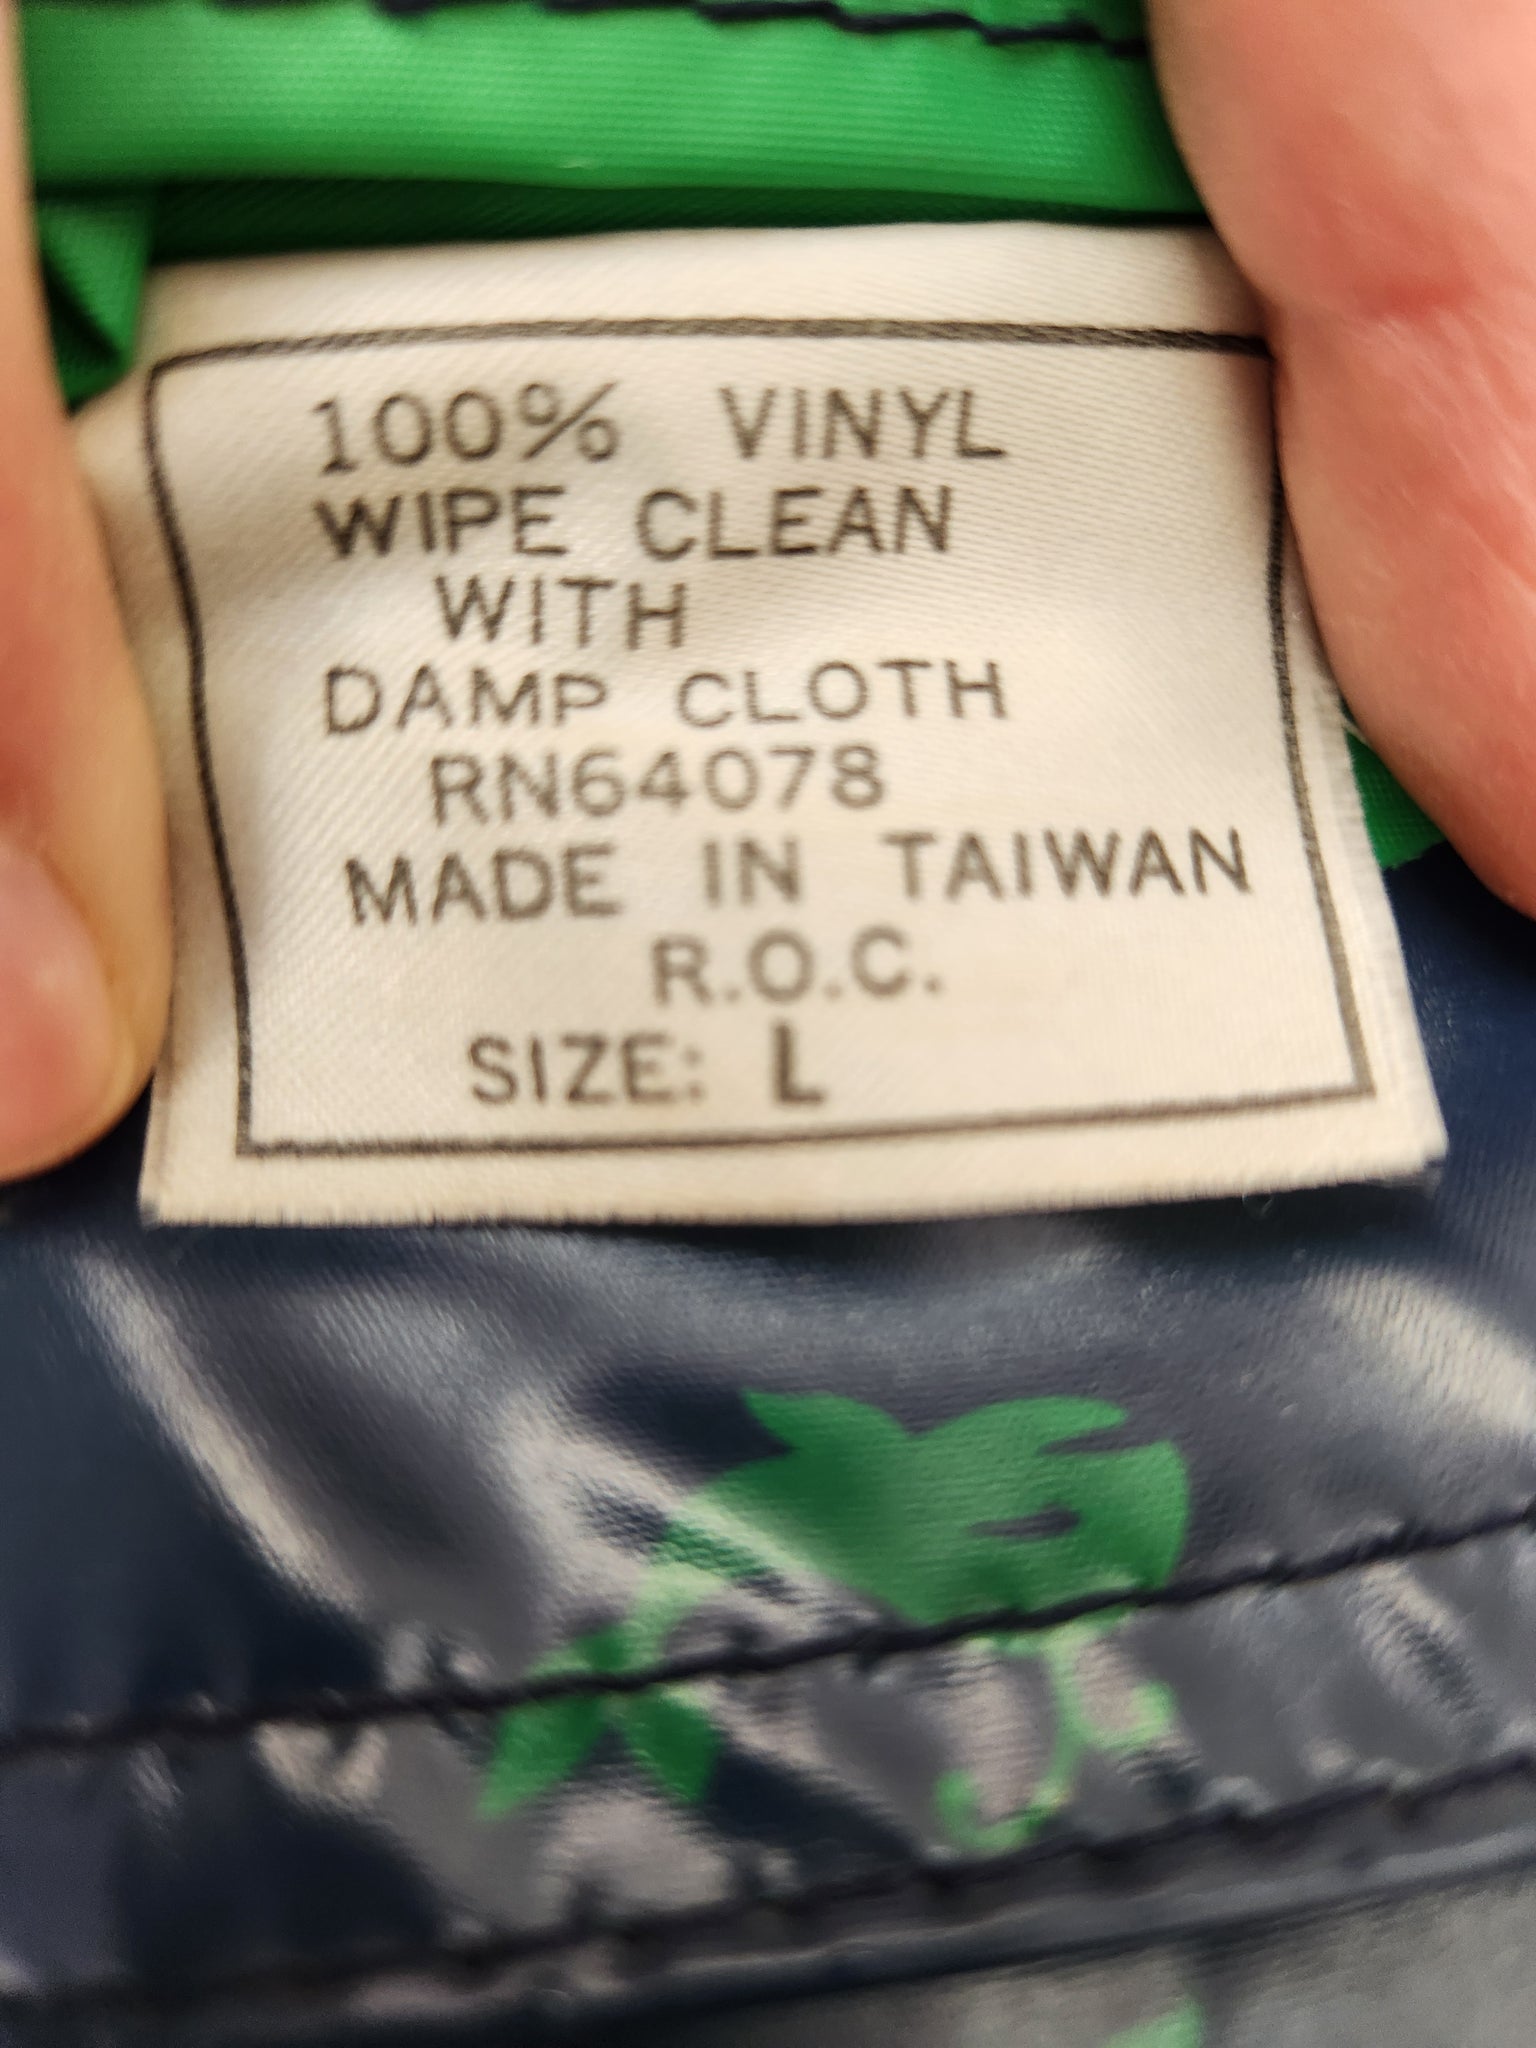 100% VINYL
WIPE CLEAN
WITH
DAMP CLOTH
RN64078
MADE IN TAIWAN
R.O.C.
SIZE: L